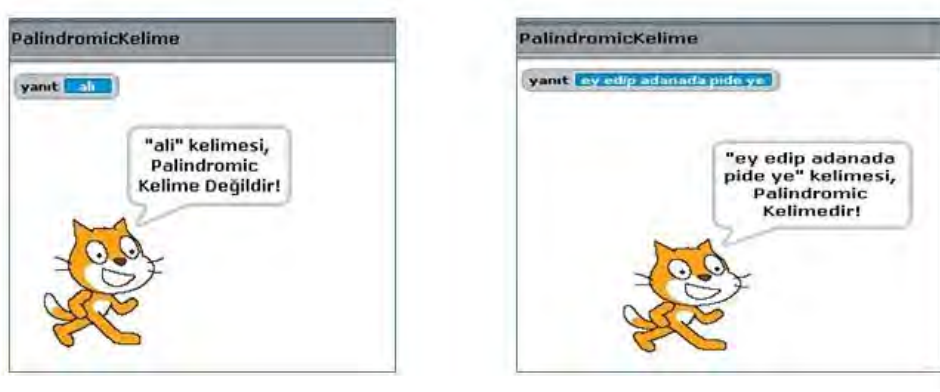 PalindromicKelime
yanıt ali
"ali" kelimesi,
Palindromic
Kelime Değildir!
PalindromicKelime
yanıt ey edip adanada pide ye
"ey edip adanada
pide ye" kelimesi,
Palindromic
Kelimedir!